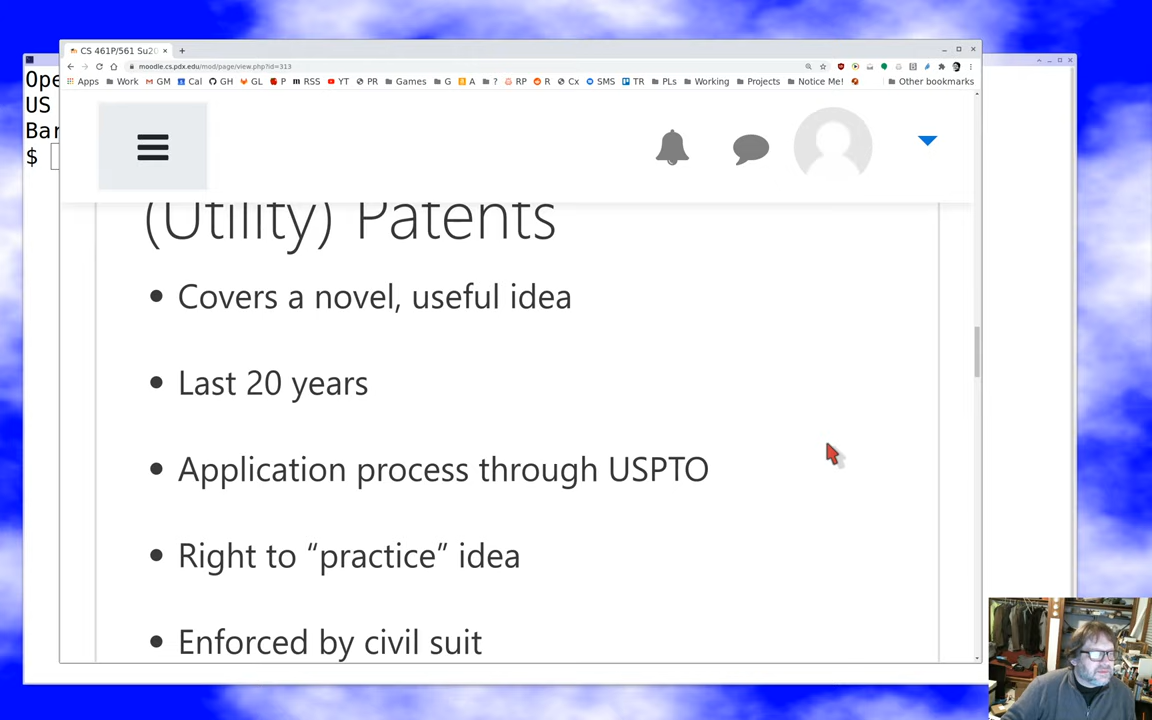 CS 461P/561 Su20
moodle.cs.pdx.edu/mod/page/view.php?id=313
Apps Work GM Cal GH GL P RSS YT PR Games G A ? RP R Cx SMS TR PLs Working Projects Notice Me! Other bookmarks
Ope
US
Bar
$
(Utility) Patents
• Covers a novel, useful idea
• Last 20 years
• Application process through USPTO
• Right to “practice” idea
• Enforced by civil suit